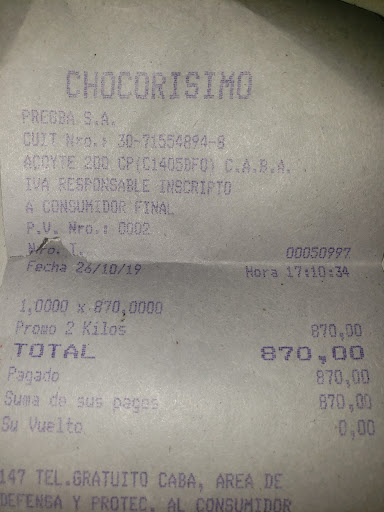 CHOCORISIMO
PREGBA S.A.
CUIT Nro.: 30-71554894-8
ACOYTE 200 CP(C1405BFO) C.A.B.A.
IVA RESPONSABLE INSCRIPTO
A CONSUMIDOR FINAL
P.V. Nro.: 0002
Nro. T. 00050997
Fecha 26/10/19 Hora 17:10:34
1,0000 x 870,0000
Promo 2 Kilos 870,00
TOTAL 870,00
Pagado 870,00
Suma de sus pagos 870,00
Su Vuelto 0,00
147 TEL.GRATUITO CABA, AREA DE
DEFENSA Y PROTEC. AL CONSUMIDOR